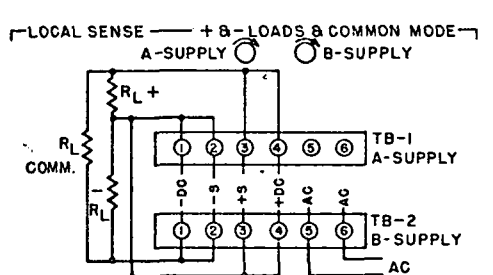 LOCAL SENSE — + & - LOADS & COMMON MODE
A-SUPPLY B-SUPPLY
RL+
RL
COMM.
1 2 3 4 5 6
TB-1
A-SUPPLY
-DC -S +S +DC AC AC
RL-
1 2 3 4 5 6
TB-2
B-SUPPLY
AC